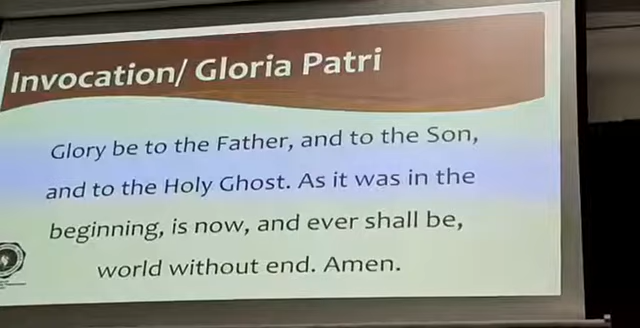 Invocation/ Gloria Patri
Glory be to the Father, and to the Son,
and to the Holy Ghost. As it was in the
beginning, is now, and ever shall be,
world without end. Amen.